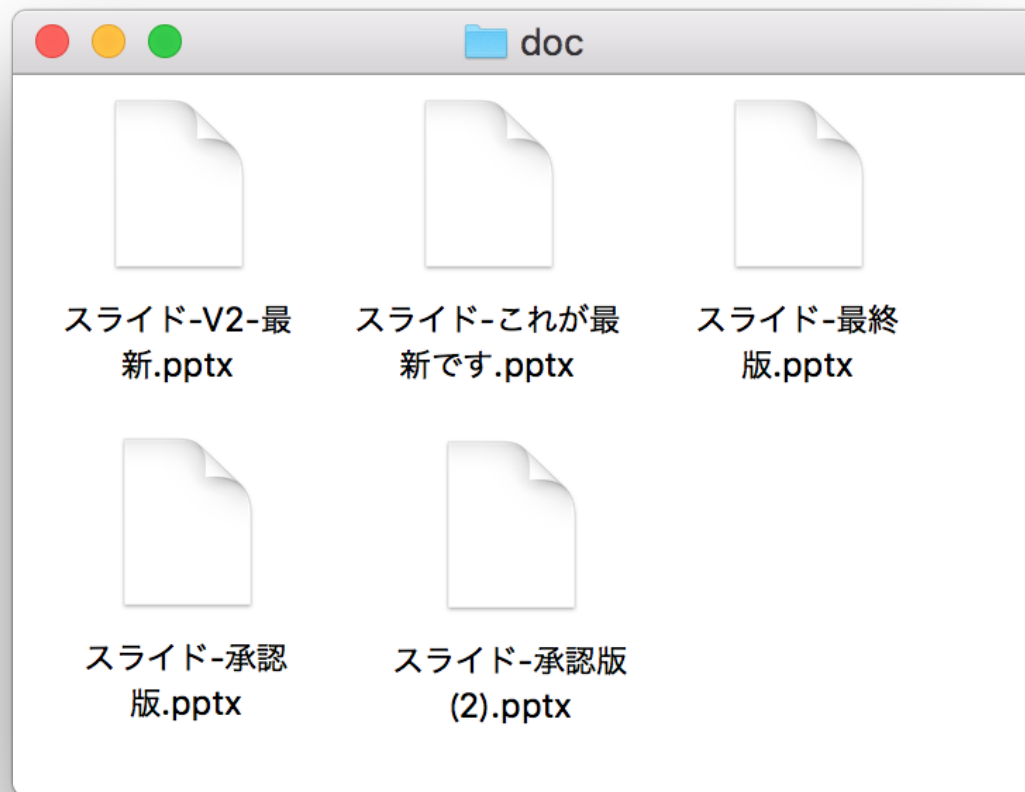 doc
スライド-V2-最
新.pptx
スライド-これが最
新です.pptx
スライド-最終
版.pptx
スライド-承認
版.pptx
スライド-承認版
(2).pptx